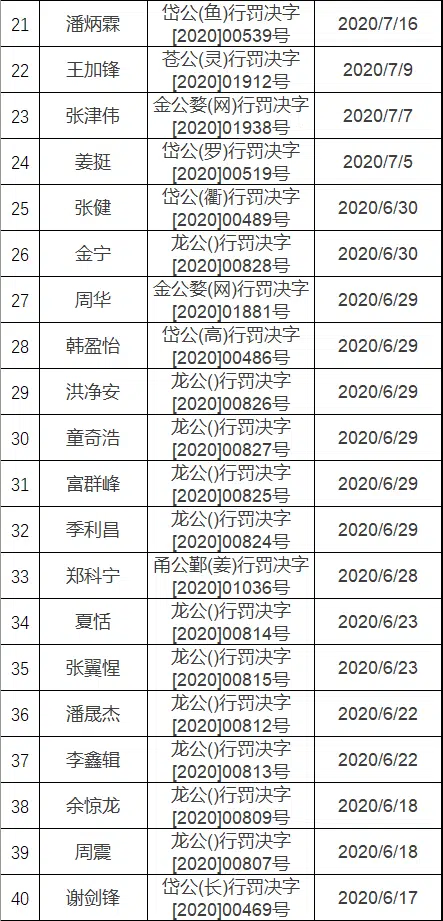 21 潘炳霖 岱公(鱼)行罚决字 2020/7/16
[2020]00539号
22 王加锋 苍公(灵)行罚决字 2020/7/9
[2020]01912号
23 张津伟 金公婺(网)行罚决字 2020/7/7
[2020]01938号
24 姜挺 岱公(罗)行罚决字 2020/7/5
[2020]00519号
25 张健 岱公(衢)行罚决字 2020/6/30
[2020]00489号
26 金宁 龙公()行罚决字 2020/6/30
[2020]00828号
27 周华 金公婺(网)行罚决字 2020/6/29
[2020]01881号
28 韩盈怡 岱公(高)行罚决字 2020/6/29
[2020]00486号
29 洪净安 龙公()行罚决字 2020/6/29
[2020]00826号
30 童奇浩 龙公()行罚决字 2020/6/29
[2020]00827号
31 富群峰 龙公()行罚决字 2020/6/29
[2020]00825号
32 季利昌 龙公()行罚决字 2020/6/29
[2020]00824号
33 郑科宁 甬公鄞(姜)行罚决字 2020/6/28
[2020]01036号
34 夏恬 龙公()行罚决字 2020/6/23
[2020]00814号
35 张翼惺 龙公()行罚决字 2020/6/23
[2020]00815号
36 潘晟杰 龙公()行罚决字 2020/6/22
[2020]00812号
37 李鑫辑 龙公()行罚决字 2020/6/22
[2020]00813号
38 余惊龙 龙公()行罚决字 2020/6/18
[2020]00809号
39 周震 龙公()行罚决字 2020/6/18
[2020]00807号
40 谢剑锋 岱公(长)行罚决字 2020/6/17
[2020]00469号